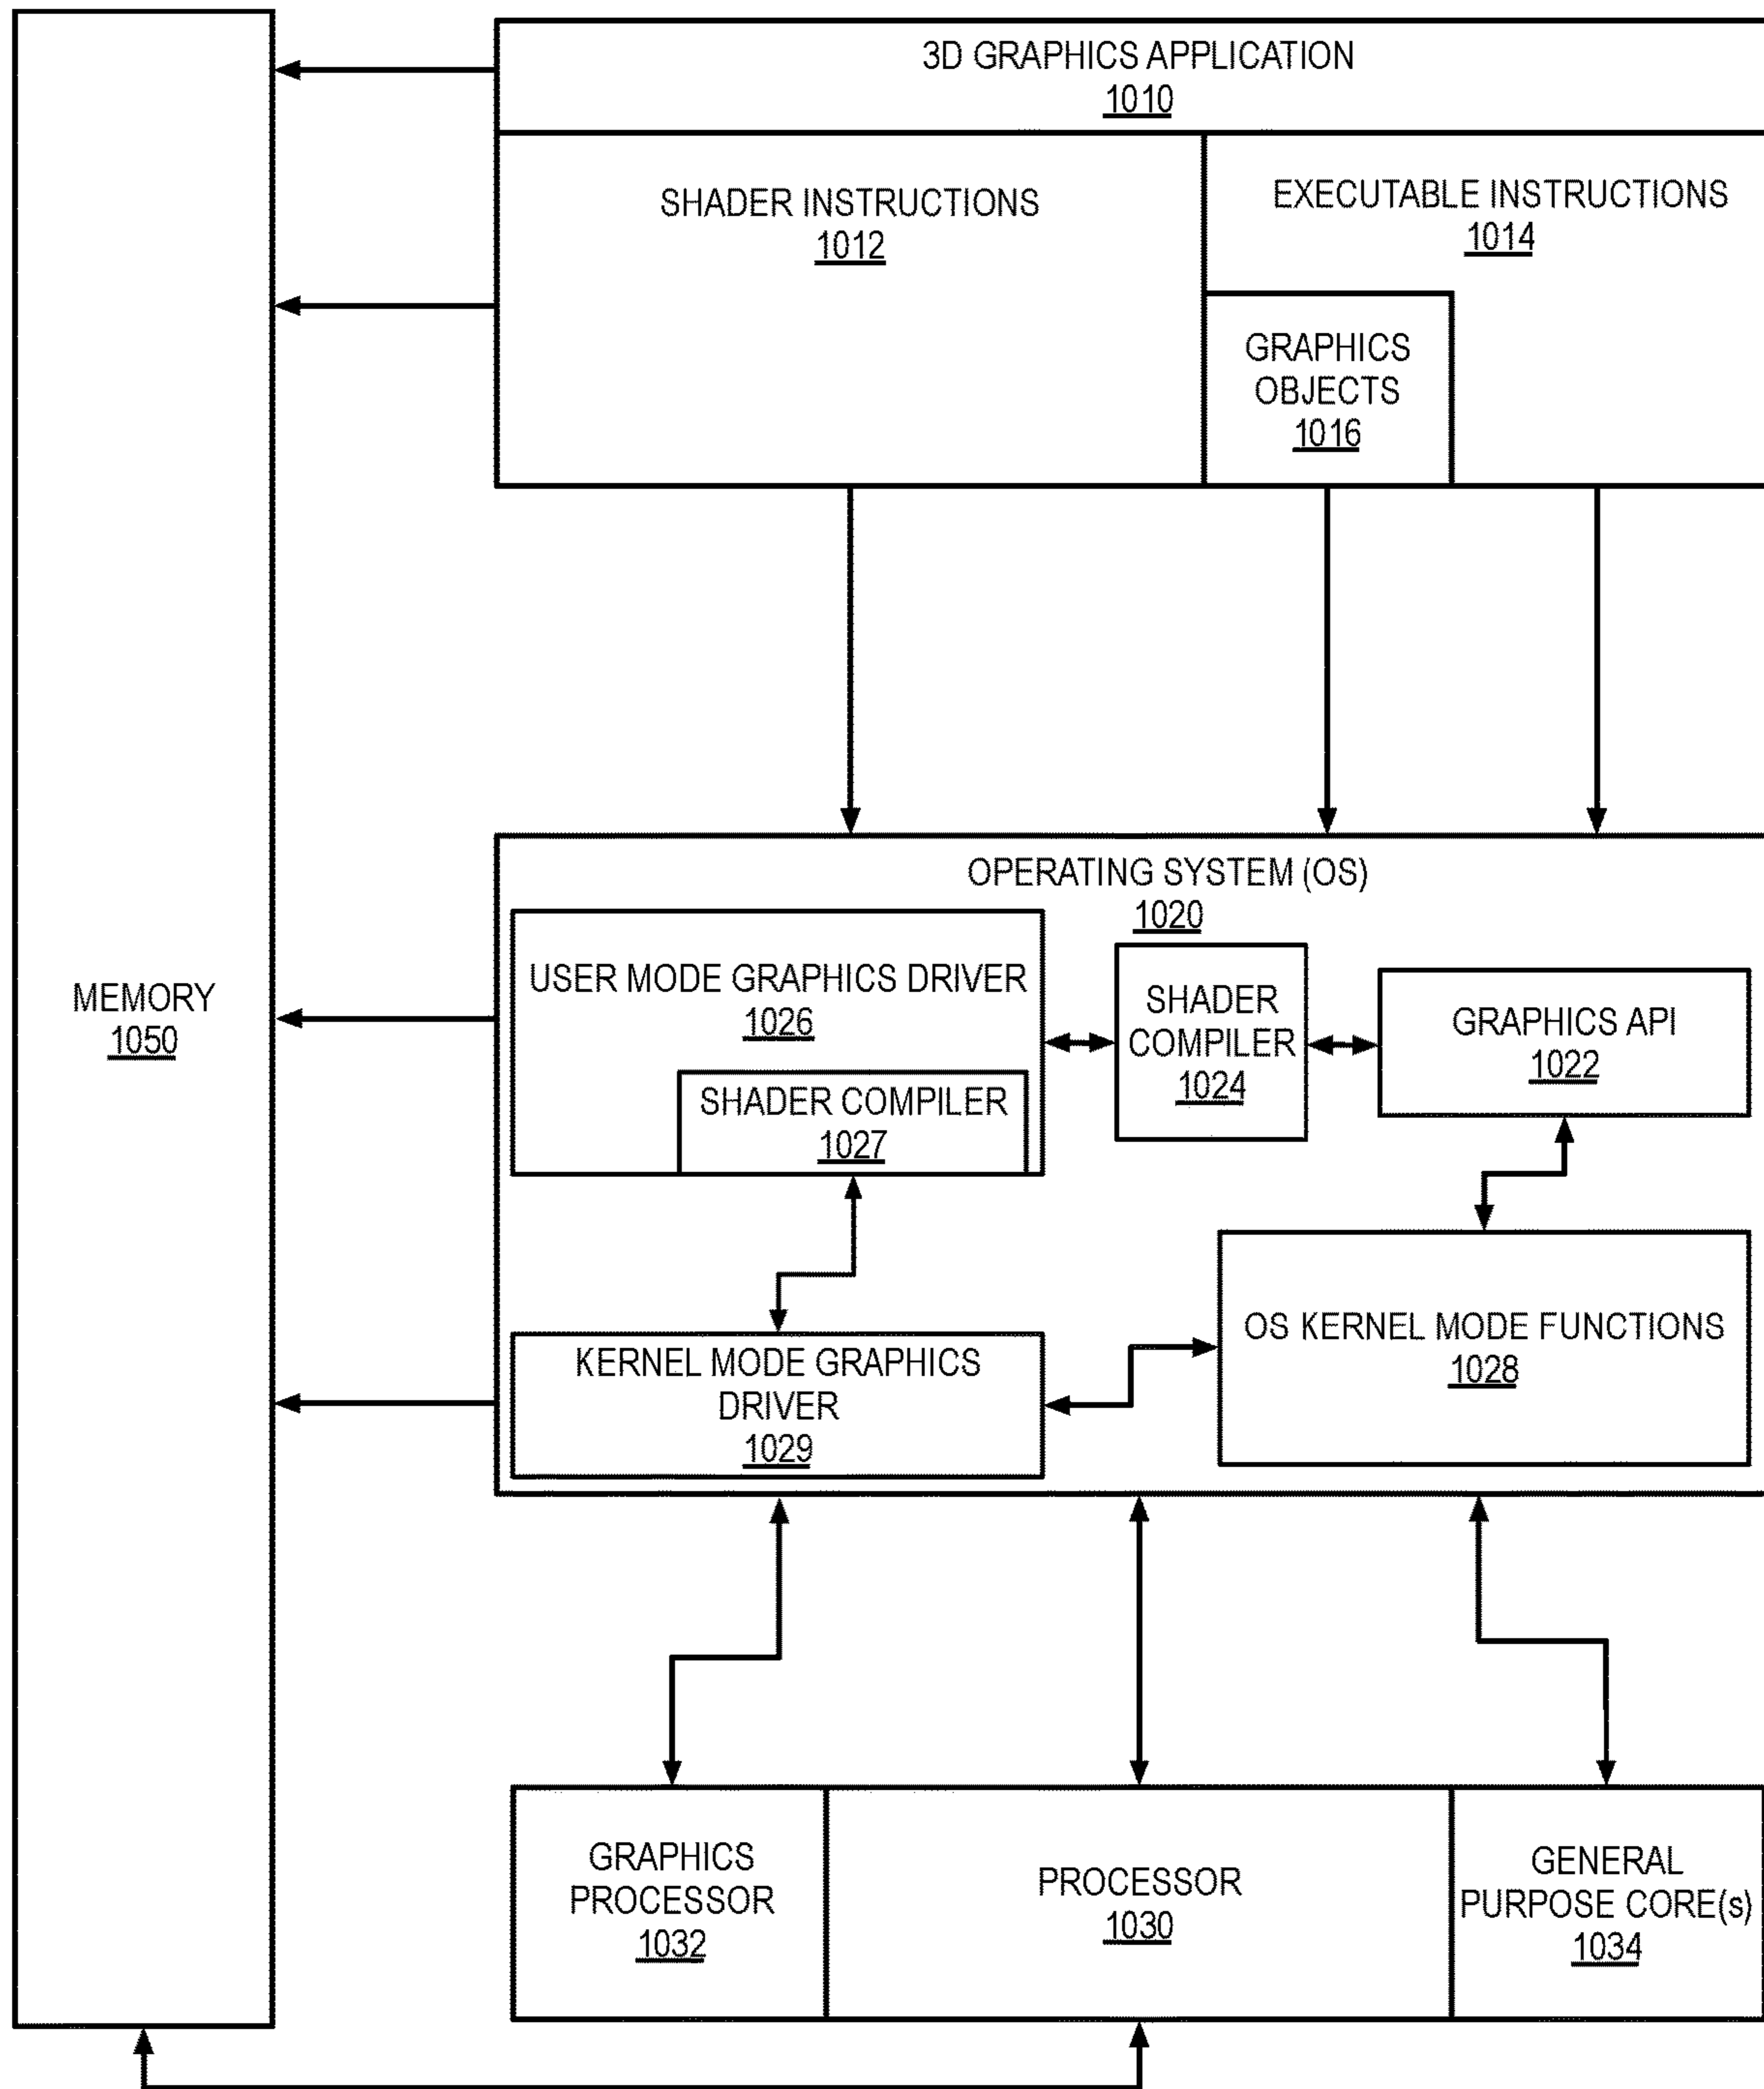 3D GRAPHICS APPLICATION
1010
SHADER INSTRUCTIONS
1012
EXECUTABLE INSTRUCTIONS
1014
GRAPHICS
OBJECTS
1016
OPERATING SYSTEM (OS)
1020
USER MODE GRAPHICS DRIVER
1026
SHADER COMPILER
1027
SHADER
COMPILER
1024
GRAPHICS API
1022
MEMORY
1050
KERNEL MODE GRAPHICS
DRIVER
1029
OS KERNEL MODE FUNCTIONS
1028
GRAPHICS
PROCESSOR
1032
PROCESSOR
1030
GENERAL
PURPOSE CORE(s)
1034